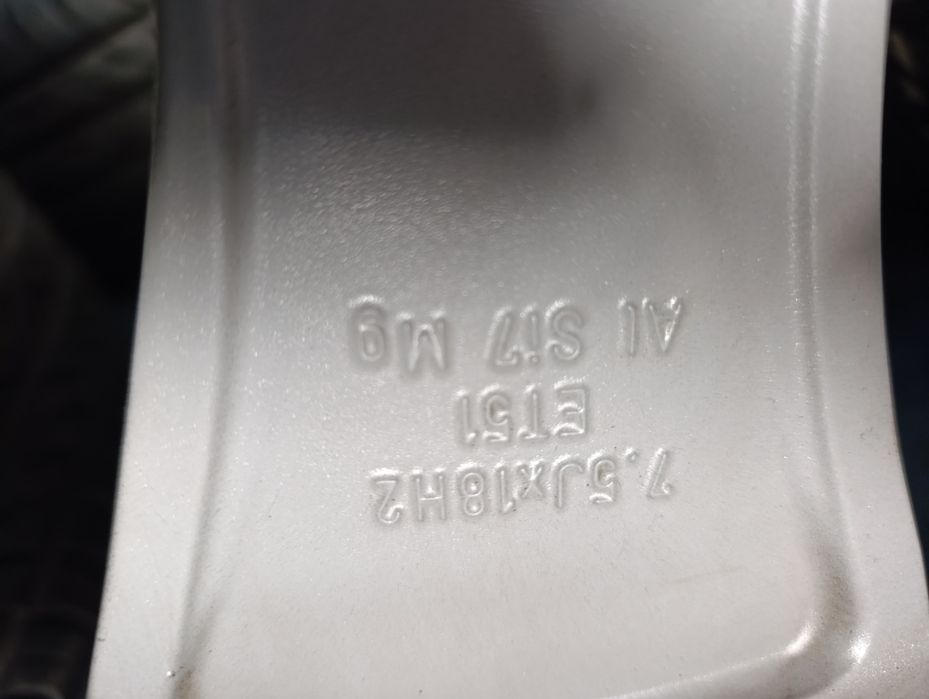 7.5Jx18H2
ET51
Al Si7 Mg